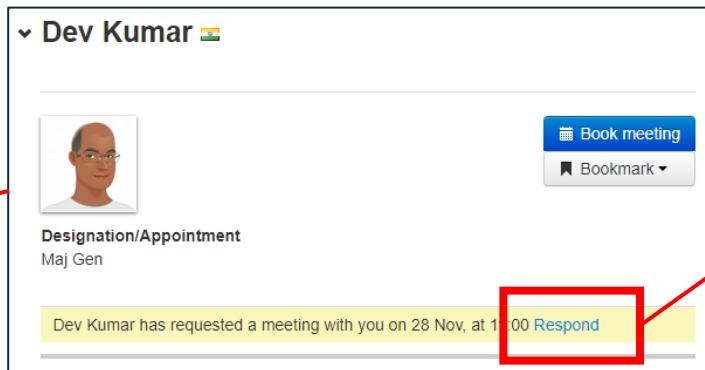 Dev Kumar
Book meeting
Bookmark
Designation/Appointment
Maj Gen
Dev Kumar has requested a meeting with you on 28 Nov, at Respond